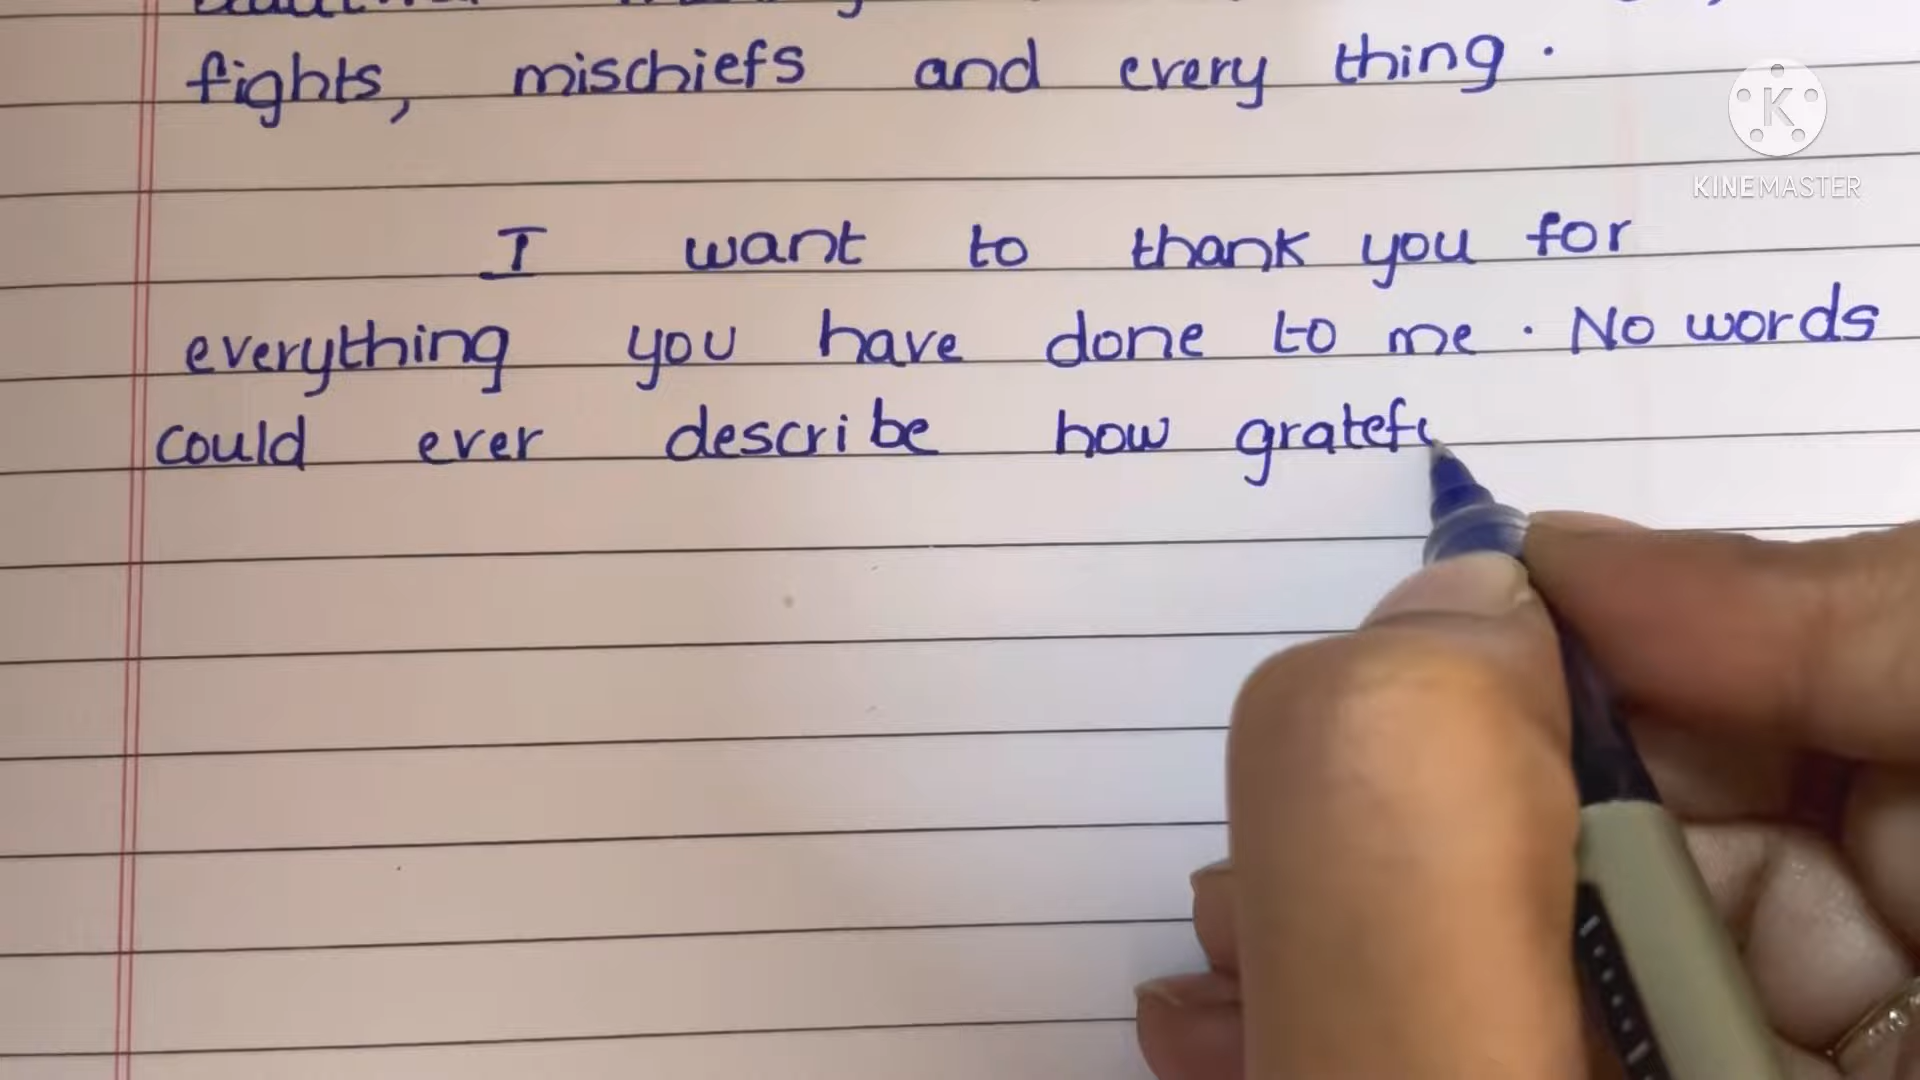 fights, mischiefs and every thing.
I want to thank you for
everything you have done to me. No words
could ever describe how gratefu
K
KINEMASTER